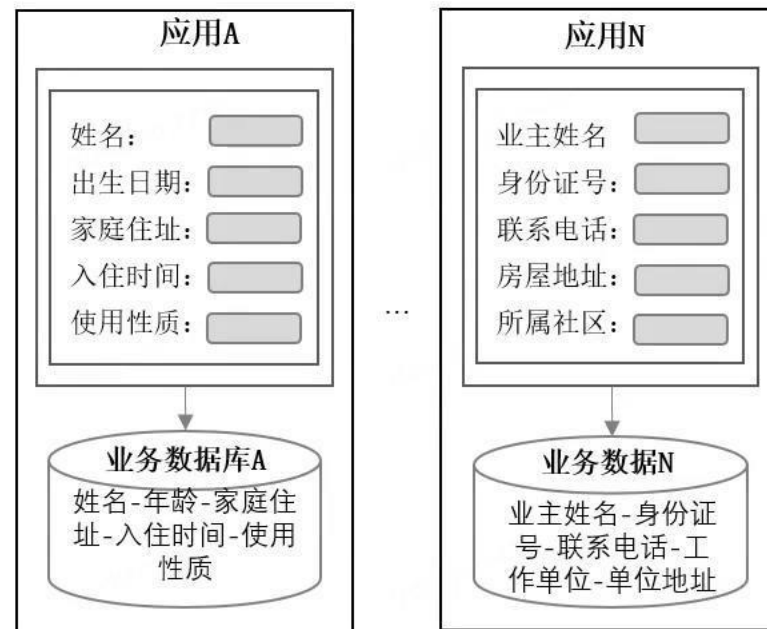 应用A
姓名：
出生日期：
家庭住址：
入住时间：
使用性质：
业务数据库A
姓名-年龄-家庭住
址-入住时间-使用
性质
...
应用N
业主姓名
身份证号：
联系电话：
房屋地址：
所属社区：
业务数据N
业主姓名-身份证
号-联系电话-工
作单位-单位地址